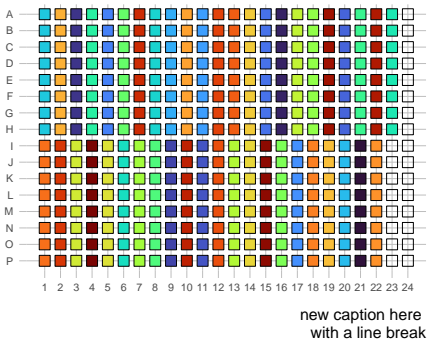 A
B
C
D
E
F
G
H
I
J
K
L
M
N
O
P
1 2 3 4 5 6 7 8 9 10 11 12 13 14 15 16 17 18 19 20 21 22 23 24
new caption here
with a line break